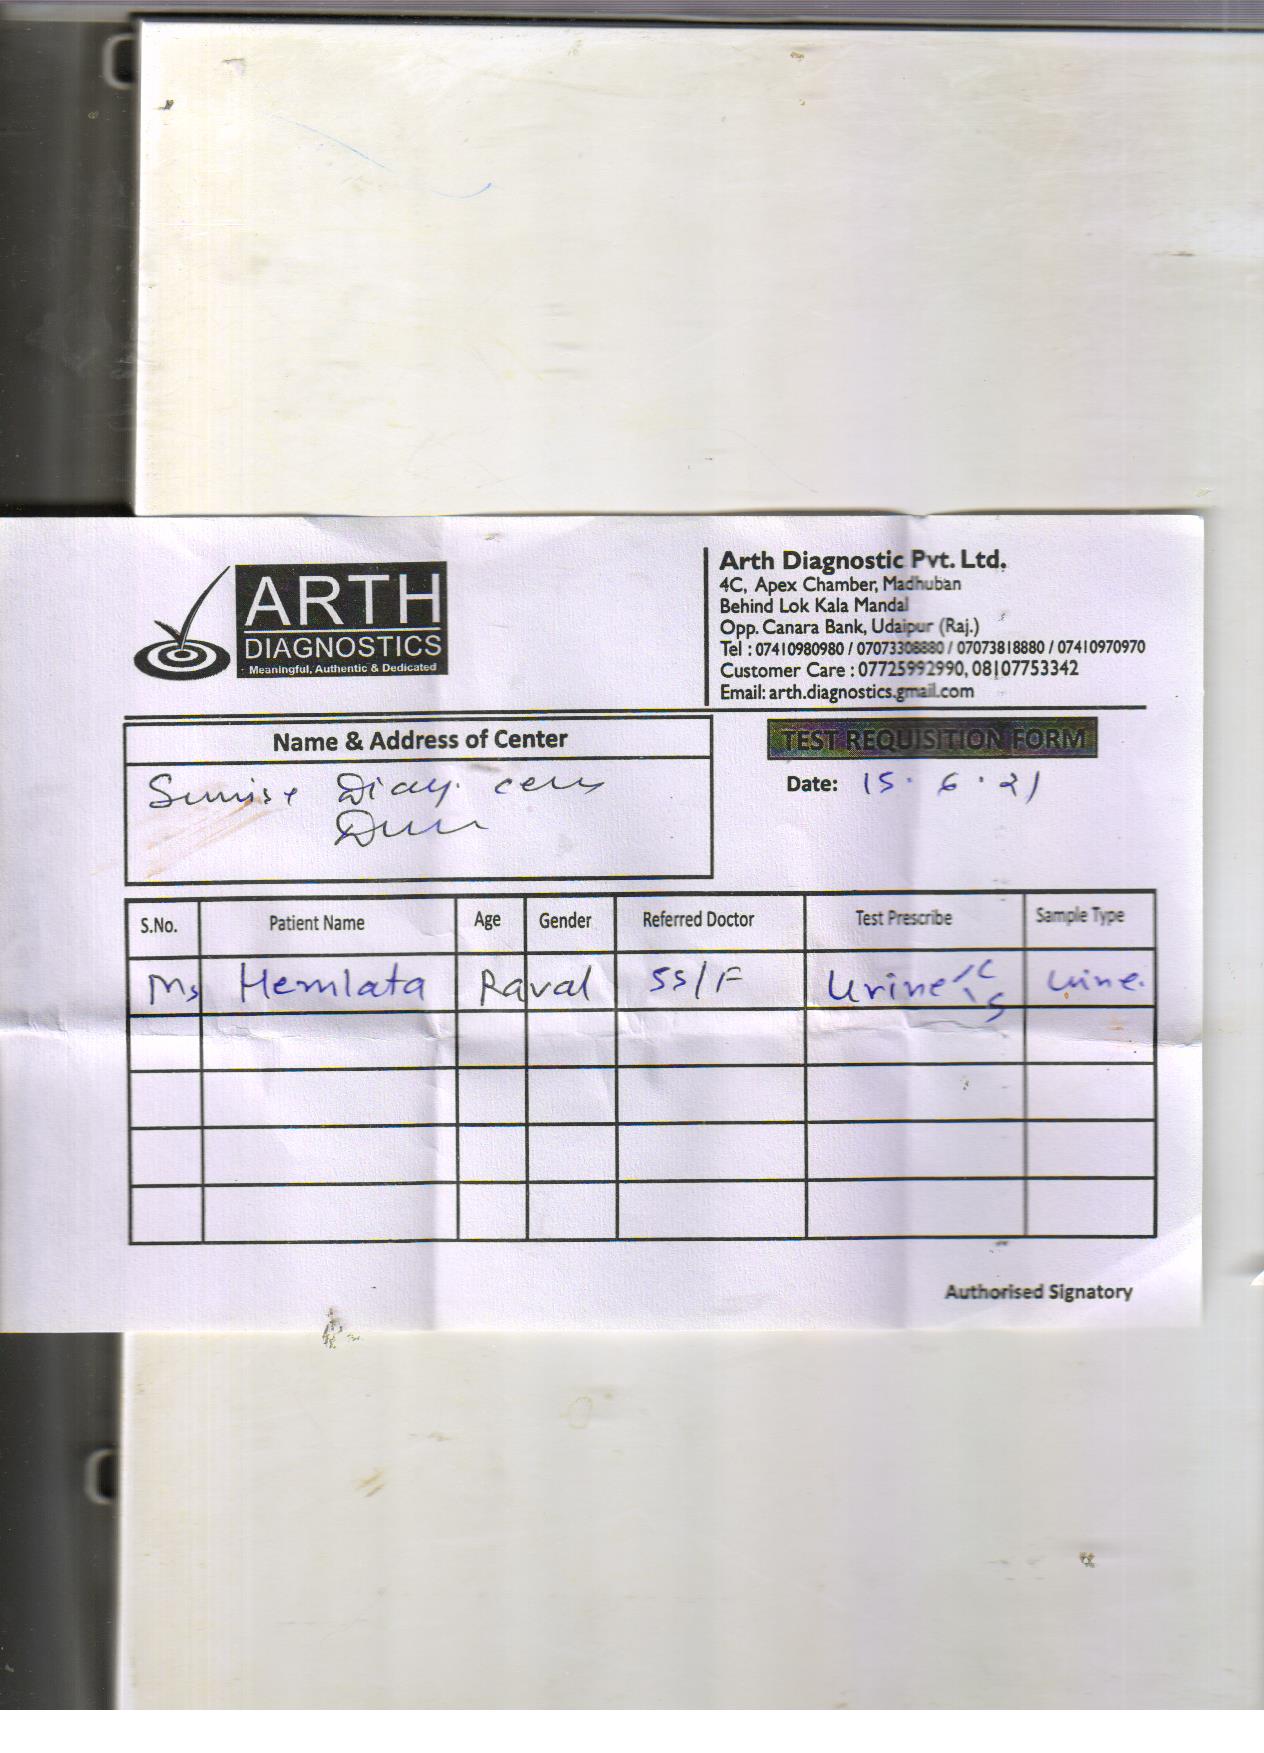 ARTH
DIAGNOSTICS
Meaningful, Authentic & Dedicated
Arth Diagnostic Pvt. Ltd.
4C, Apex Chamber, Madhuban
Behind Lok Kala Mandal
Opp. Canara Bank, Udaipur (Raj.)
Tel : 07410980980 / 07073308880 / 07073818880 / 07410970970
Customer Care : 07725992990, 08107753342
Email: arth.diagnostics.gmail.com
Name & Address of Center
TEST REQUISITION FORM
Date: 15.6.21
Diag.
S.No. Patient Name Age Gender Referred Doctor Test Prescribe Sample Type
Ms Hemlata Raval 55/F Urine C/S Urine.
Authorised Signatory